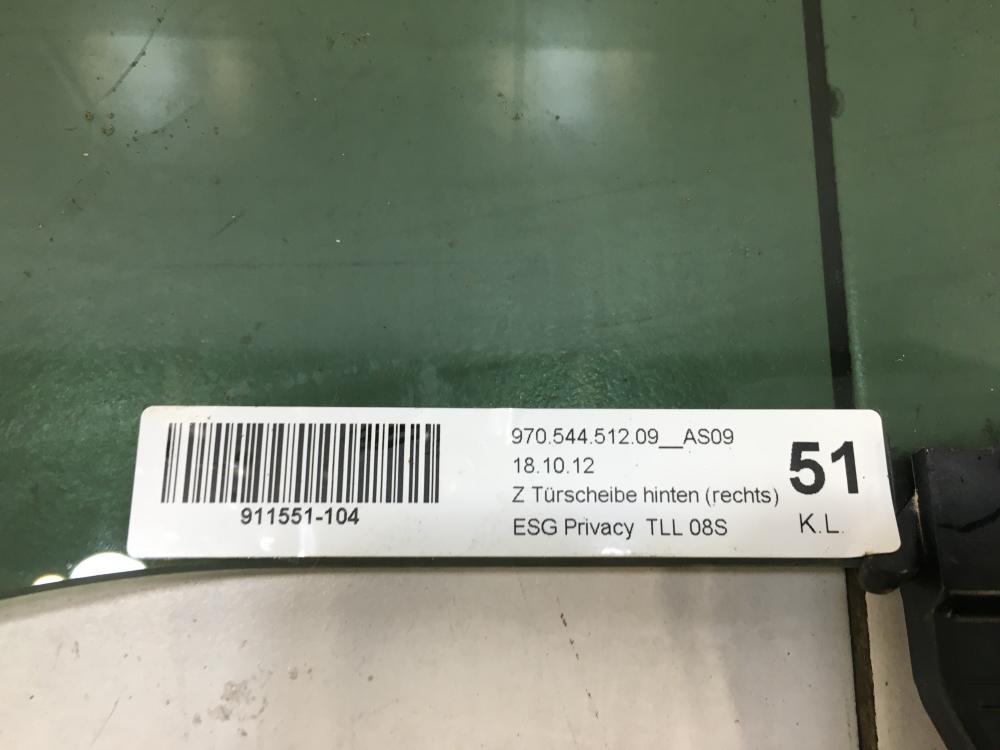 911551-104
970.544.512.09__AS09
18.10.12
Z Türscheibe hinten (rechts)
ESG Privacy TLL 08S
51
K.L.